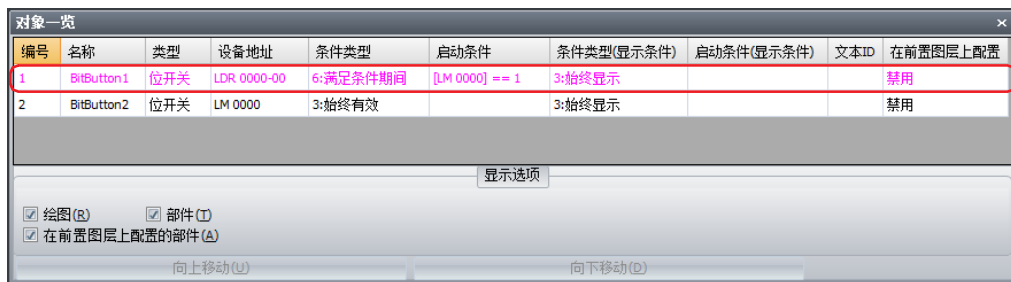 对象一览 ×
编号 名称 类型 设备地址 条件类型 启动条件 条件类型(显示条件) 启动条件(显示条件) 文本ID 在前置图层上配置
1 BitButton1 位开关 LDR 0000-00 6:满足条件期间 [LM 0000] == 1 3:始终显示 禁用
2 BitButton2 位开关 LM 0000 3:始终有效 3:始终显示 禁用
显示选项
绘图(R) 部件(T)
在前置图层上配置的部件(A)
向上移动(U) 向下移动(D)